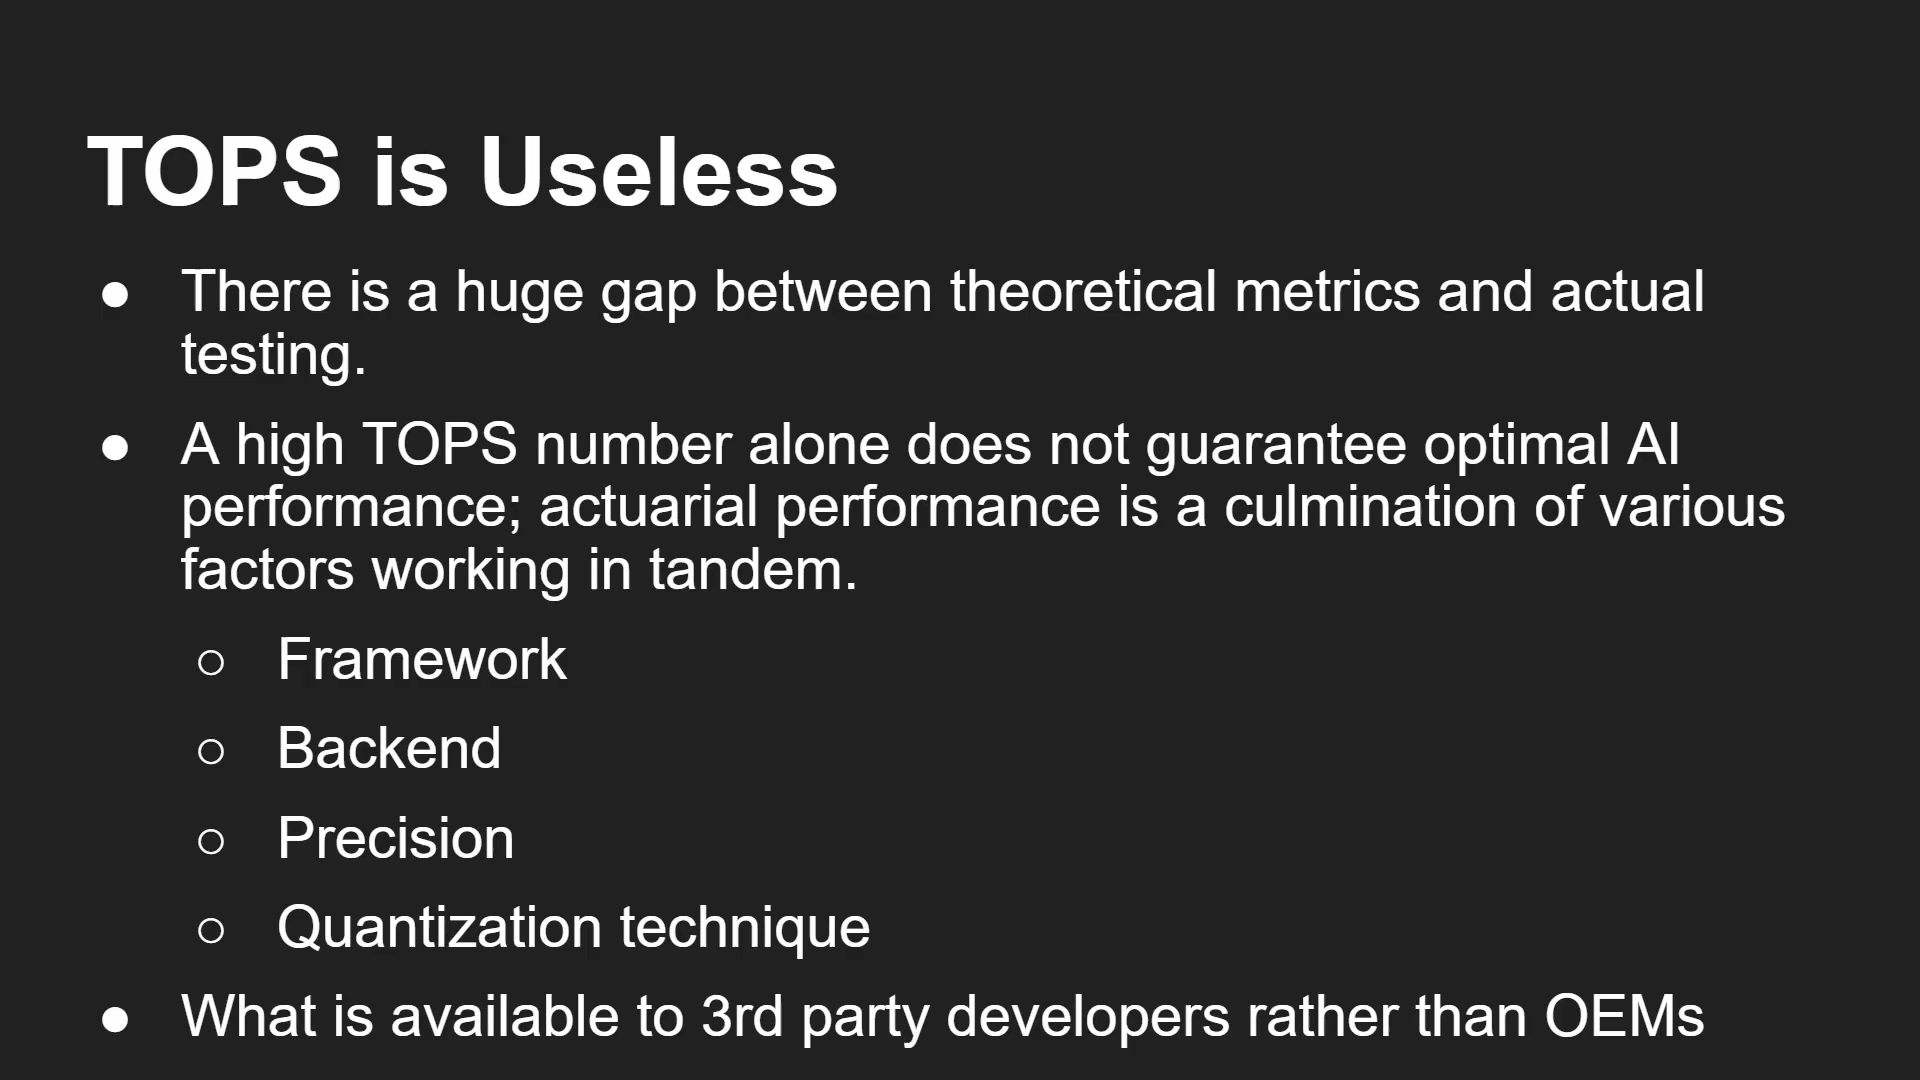 TOPS is Useless
● There is a huge gap between theoretical metrics and actual
testing.
● A high TOPS number alone does not guarantee optimal AI
performance; actuarial performance is a culmination of various
factors working in tandem.
○ Framework
○ Backend
○ Precision
○ Quantization technique
● What is available to 3rd party developers rather than OEMs